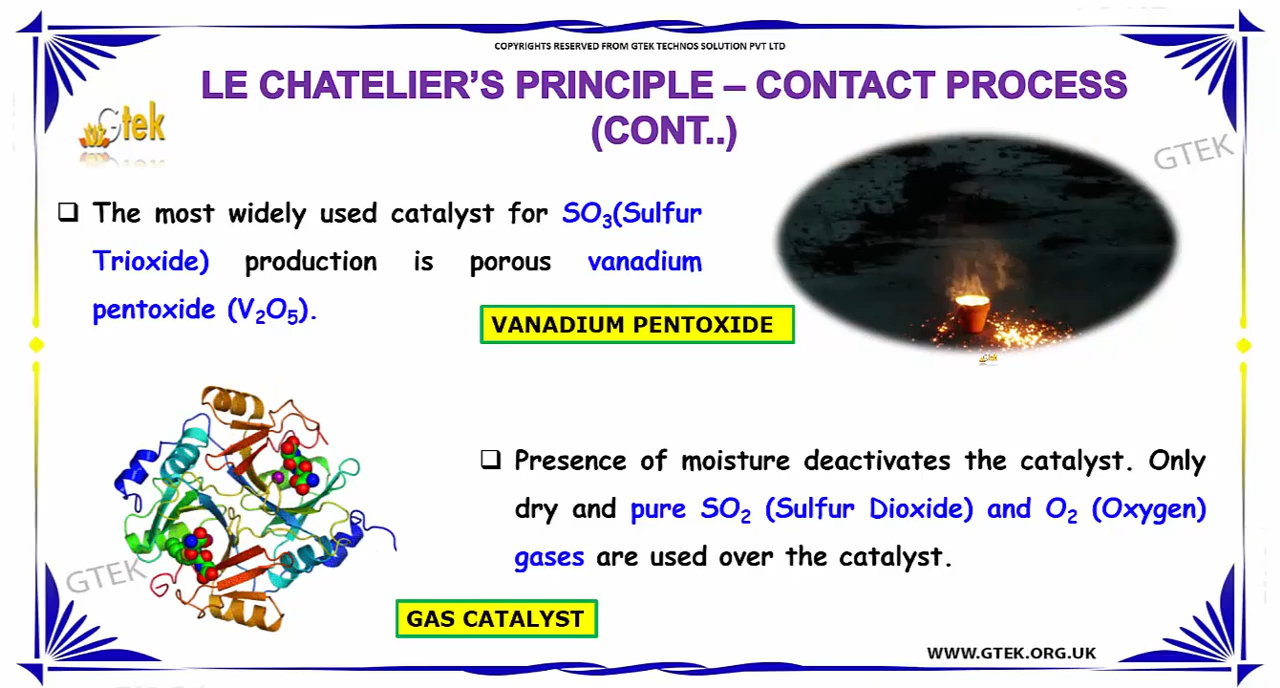 COPYRIGHTS RESERVED FROM GTEK TECHNOS SOLUTION PVT LTD
LE CHATELIER’S PRINCIPLE – CONTACT PROCESS
(CONT..)
Gtek
GTEK
❑ The most widely used catalyst for SO₃(Sulfur
Trioxide) production is porous vanadium
pentoxide (V₂O₅).
VANADIUM PENTOXIDE
Gtek
❑ Presence of moisture deactivates the catalyst. Only
dry and pure SO₂ (Sulfur Dioxide) and O₂ (Oxygen)
gases are used over the catalyst.
GTEK
GAS CATALYST
WWW.GTEK.ORG.UK